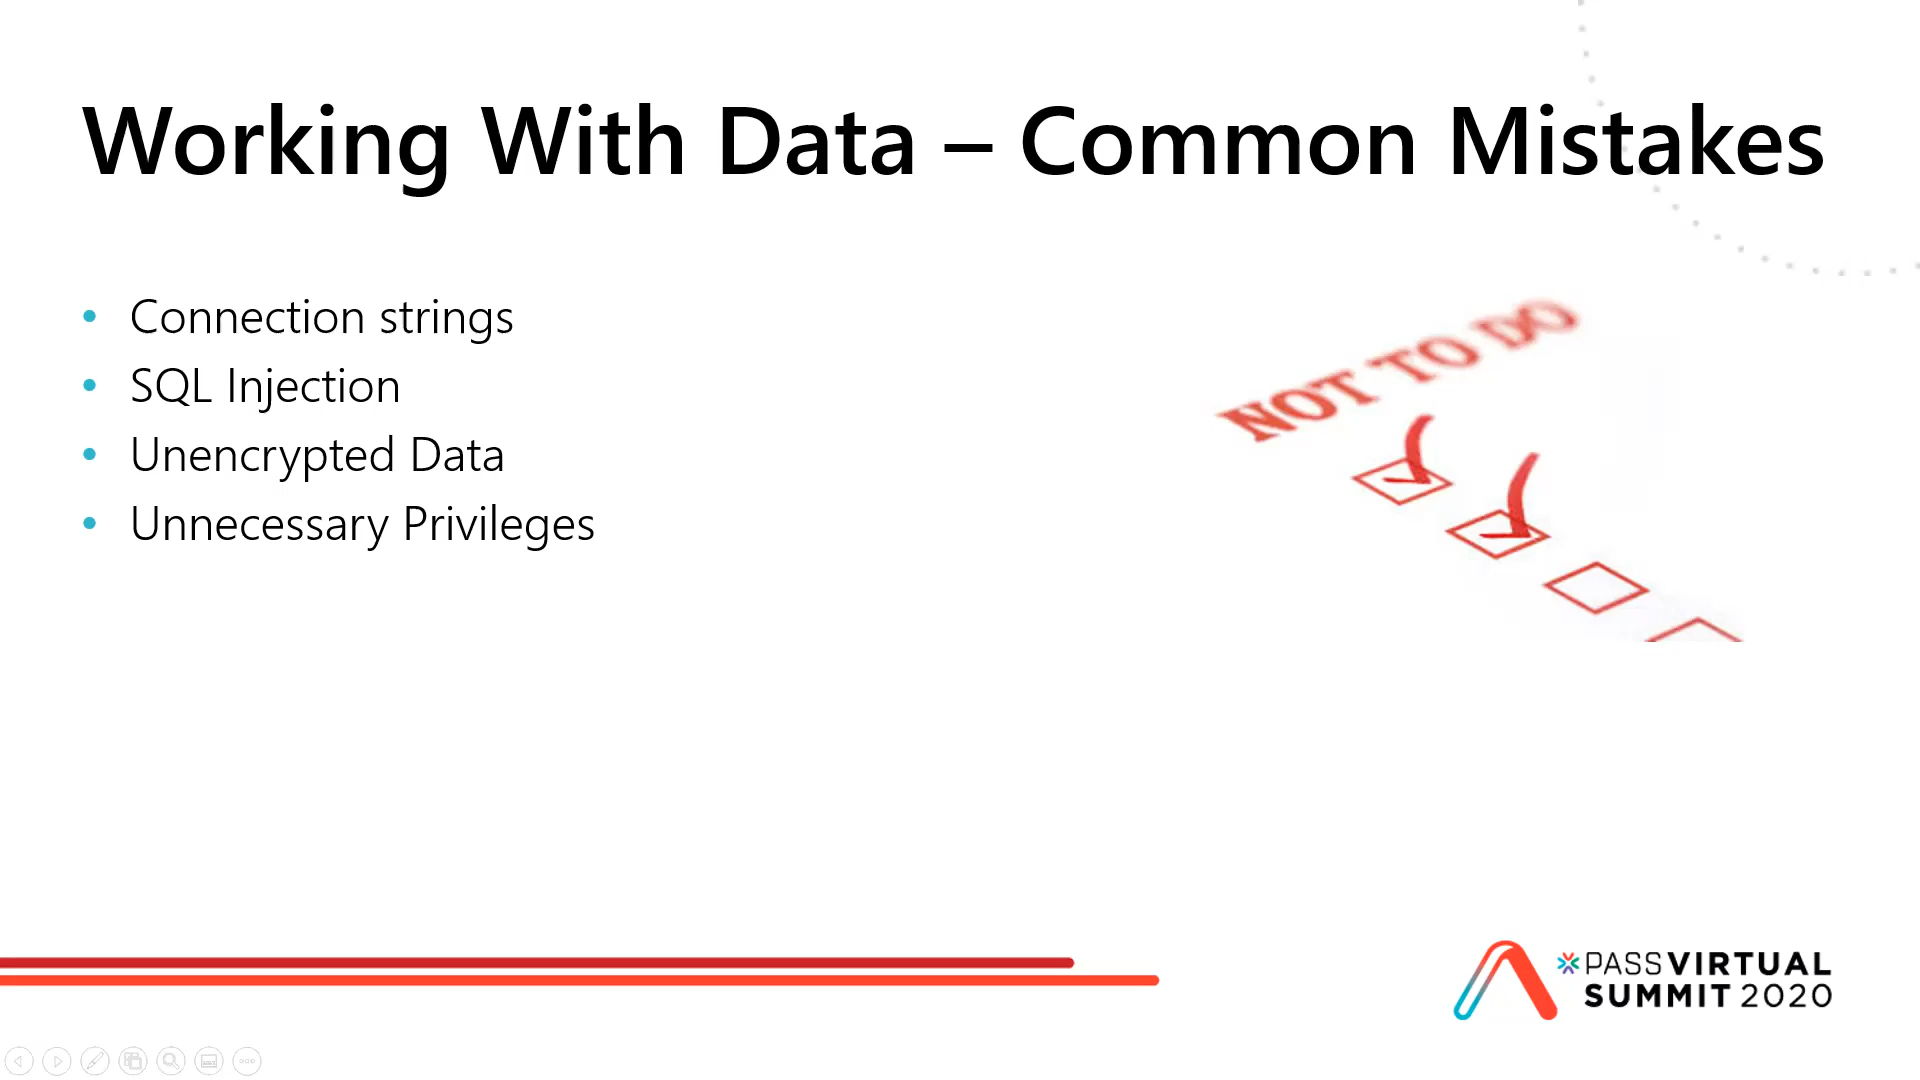 Working With Data – Common Mistakes
• Connection strings
• SQL Injection
• Unencrypted Data
• Unnecessary Privileges
NOT TO DO
PASS VIRTUAL
SUMMIT 2020